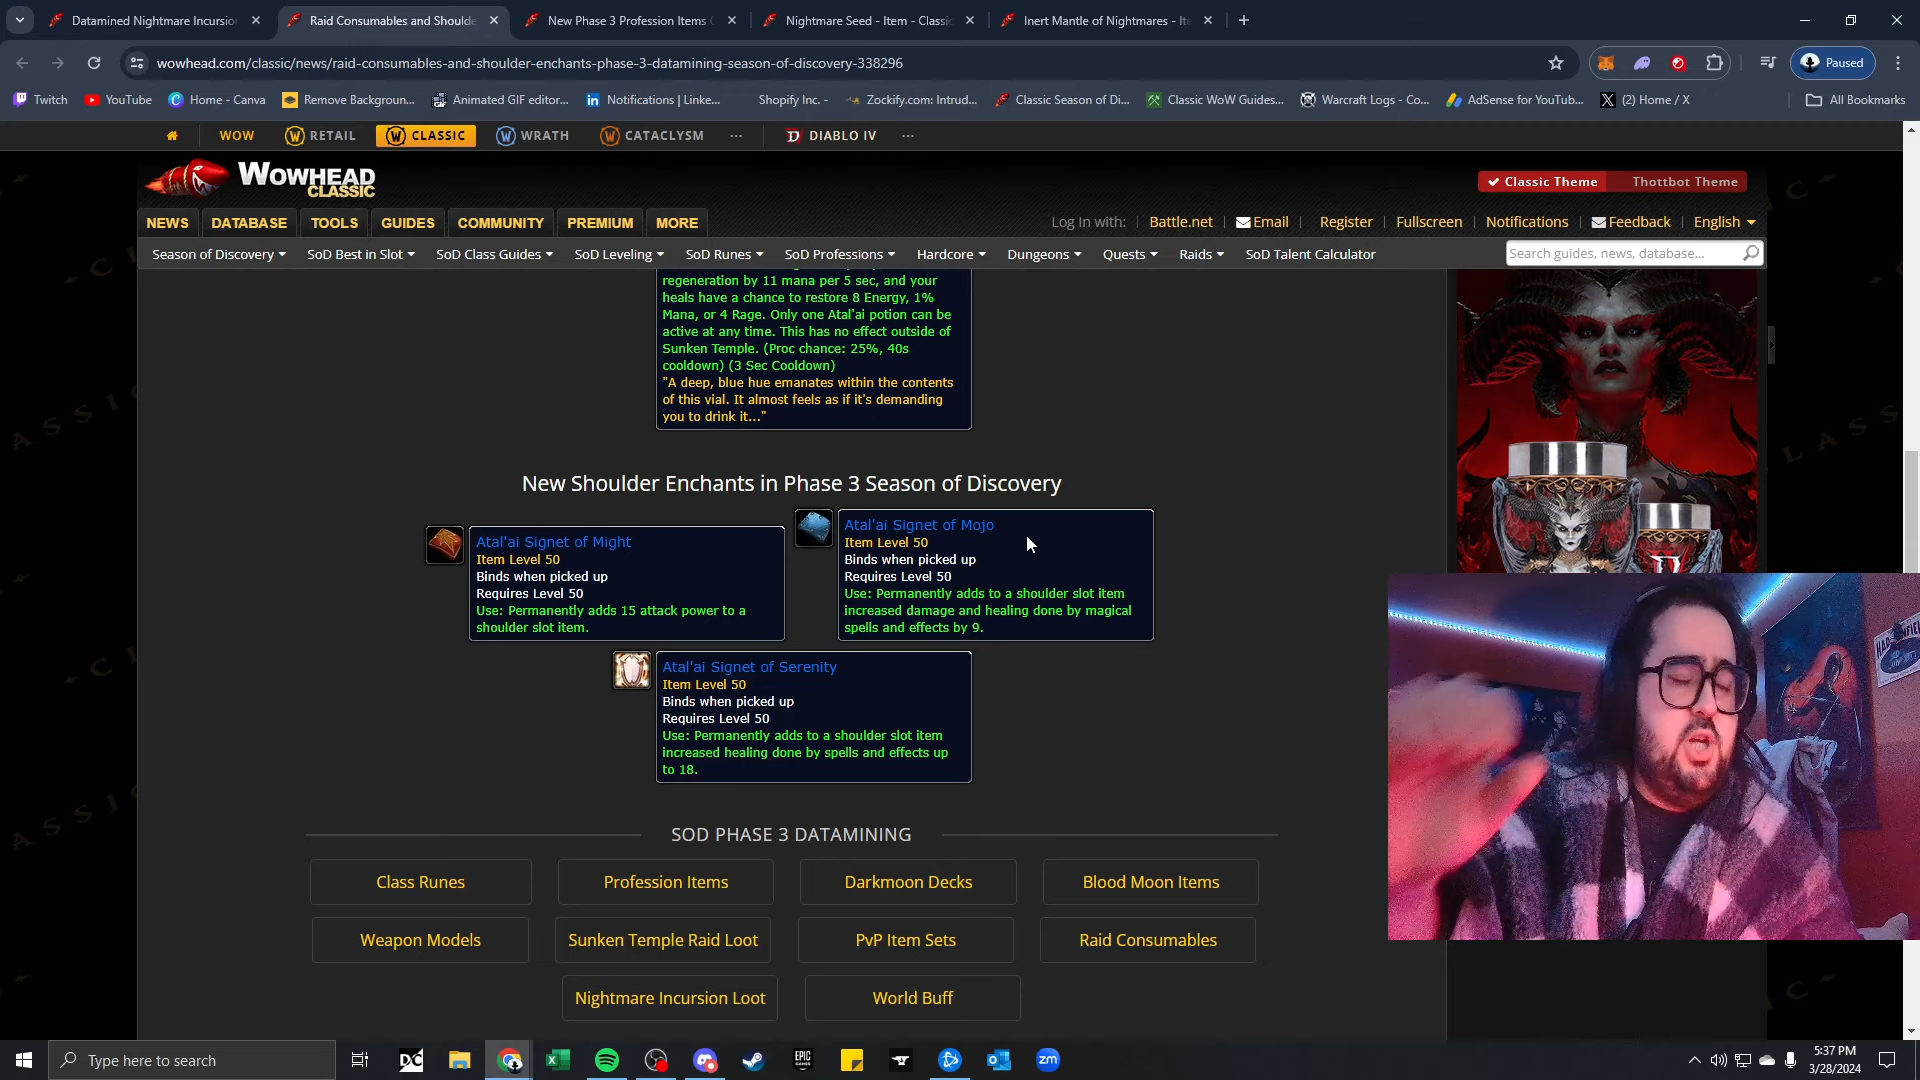 Datamined Nightmare Incursion
Raid Consumables and Shoulde
New Phase 3 Profession Items
Nightmare Seed - Item - Classic
Inert Mantle of Nightmares - Ite
wowhead.com/classic/news/raid-consumables-and-shoulder-enchants-phase-3-datamining-season-of-discovery-338296
Paused
Twitch
YouTube
Home - Canva
Remove Backgroun...
Animated GIF editor...
Notifications | Linke...
Shopify Inc. -
Zockify.com: Intrud...
Classic Season of Di...
Classic WoW Guides...
Warcraft Logs - Co...
AdSense for YouTub...
(2) Home / X
All Bookmarks
WOW
RETAIL
CLASSIC
WRATH
CATACLYSM
...
DIABLO IV
...
WOWHEAD
CLASSIC
Classic Theme
Thottbot Theme
NEWS
DATABASE
TOOLS
GUIDES
COMMUNITY
PREMIUM
MORE
Log In with:
Battle.net
Email
Register
Fullscreen
Notifications
Feedback
English
Season of Discovery
SoD Best in Slot
SoD Class Guides
SoD Leveling
SoD Runes
SoD Professions
Hardcore
Dungeons
Quests
Raids
SoD Talent Calculator
Search guides, news, database...
regeneration by 11 mana per 5 sec, and your
heals have a chance to restore 8 Energy, 1%
Mana, or 4 Rage. Only one Atal'ai potion can be
active at any time. This has no effect outside of
Sunken Temple. (Proc chance: 25%, 40s
cooldown) (3 Sec Cooldown)
"A deep, blue hue emanates within the contents
of this vial. It almost feels as if it's demanding
you to drink it..."
New Shoulder Enchants in Phase 3 Season of Discovery
Atal'ai Signet of Might
Item Level 50
Binds when picked up
Requires Level 50
Use: Permanently adds 15 attack power to a
shoulder slot item.
Atal'ai Signet of Mojo
Item Level 50
Binds when picked up
Requires Level 50
Use: Permanently adds to a shoulder slot item
increased damage and healing done by magical
spells and effects by 9.
Atal'ai Signet of Serenity
Item Level 50
Binds when picked up
Requires Level 50
Use: Permanently adds to a shoulder slot item
increased healing done by spells and effects up
to 18.
SOD PHASE 3 DATAMINING
Class Runes
Profession Items
Darkmoon Decks
Blood Moon Items
Weapon Models
Sunken Temple Raid Loot
PvP Item Sets
Raid Consumables
Nightmare Incursion Loot
World Buff
Type here to search
DC
EPIC
GAMES
zm
5:37 PM
3/28/2024